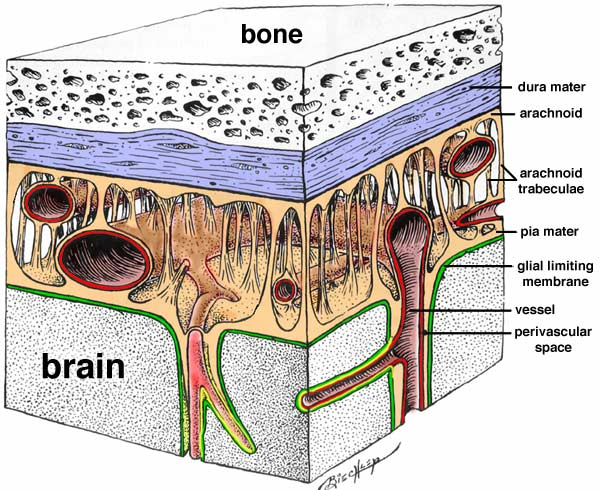 bone
dura mater
arachnoid
arachnoid
trabeculae
pia mater
glial limiting
membrane
vessel
perivascular
space
brain